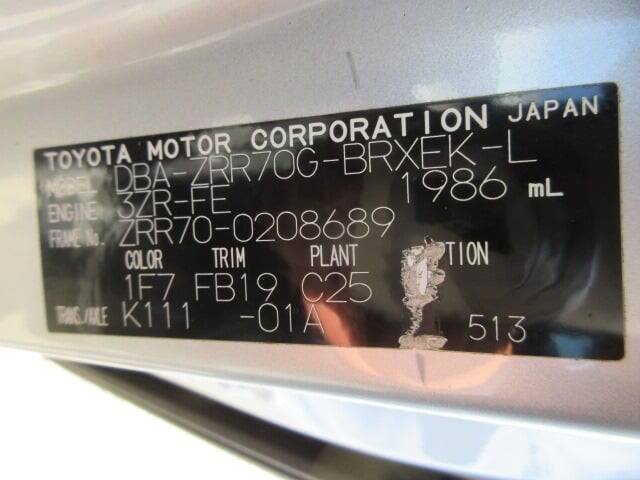 TOYOTA MOTOR CORPORATION JAPAN
MODEL DBA-ZRR70G-BRXEK-L
ENGINE 3ZR-FE 1986 mL
FRAME No. ZRR70-0208689
COLOR TRIM PLANT TION
1F7 FB19 C25
TRANS./AXLE K111 -01A 513